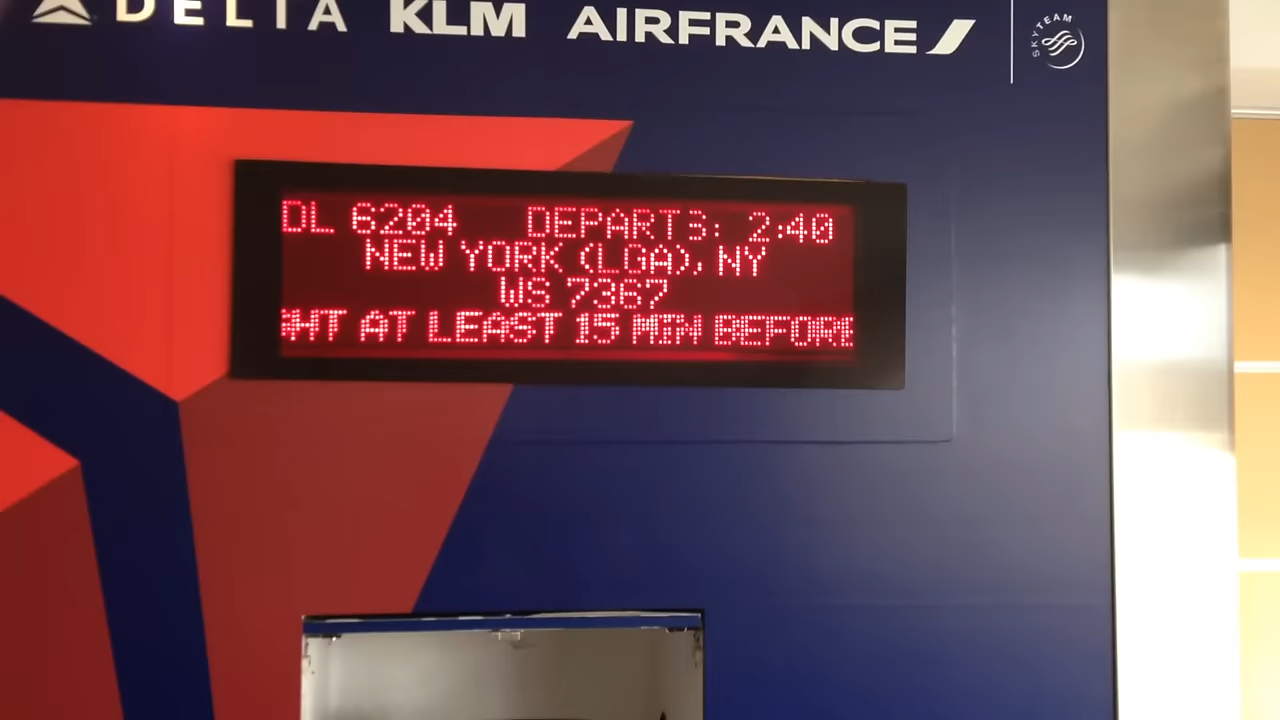 DELTA KLM AIRFRANCE SKYTEAM
DL 6204 DEPARTS: 2:40
NEW YORK (LGA), NY
WS 7367
GHT AT LEAST 15 MIN BEFORE